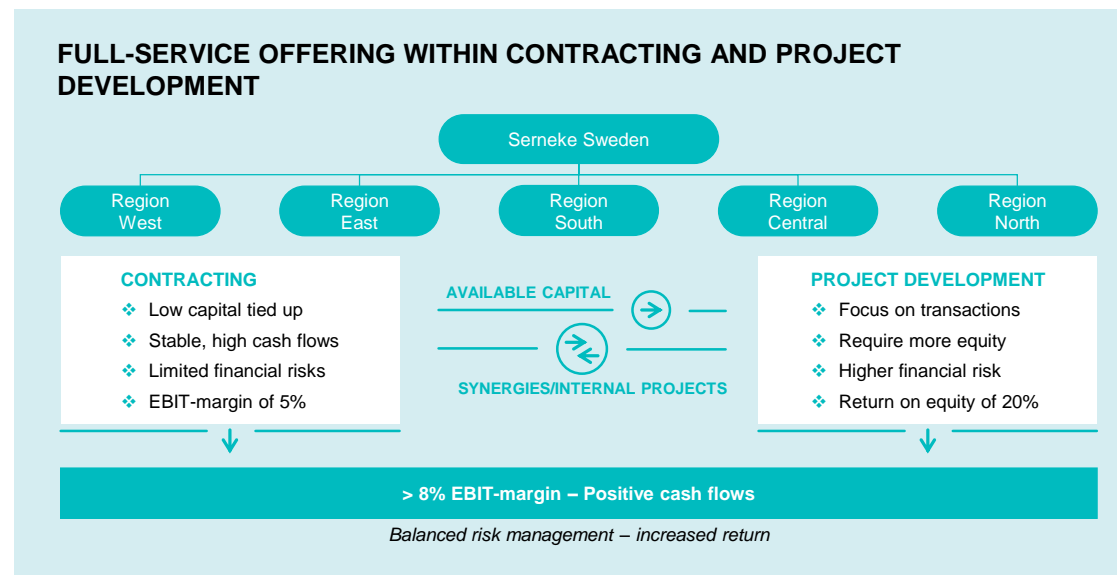 FULL-SERVICE OFFERING WITHIN CONTRACTING AND PROJECT
DEVELOPMENT
Serneke Sweden
Region
West
Region
East
Region
South
Region
Central
Region
North
CONTRACTING
Low capital tied up
Stable, high cash flows
Limited financial risks
EBIT-margin of 5%
AVAILABLE CAPITAL
SYNERGIES/INTERNAL PROJECTS
PROJECT DEVELOPMENT
Focus on transactions
Require more equity
Higher financial risk
Return on equity of 20%
> 8% EBIT-margin – Positive cash flows
Balanced risk management – increased return